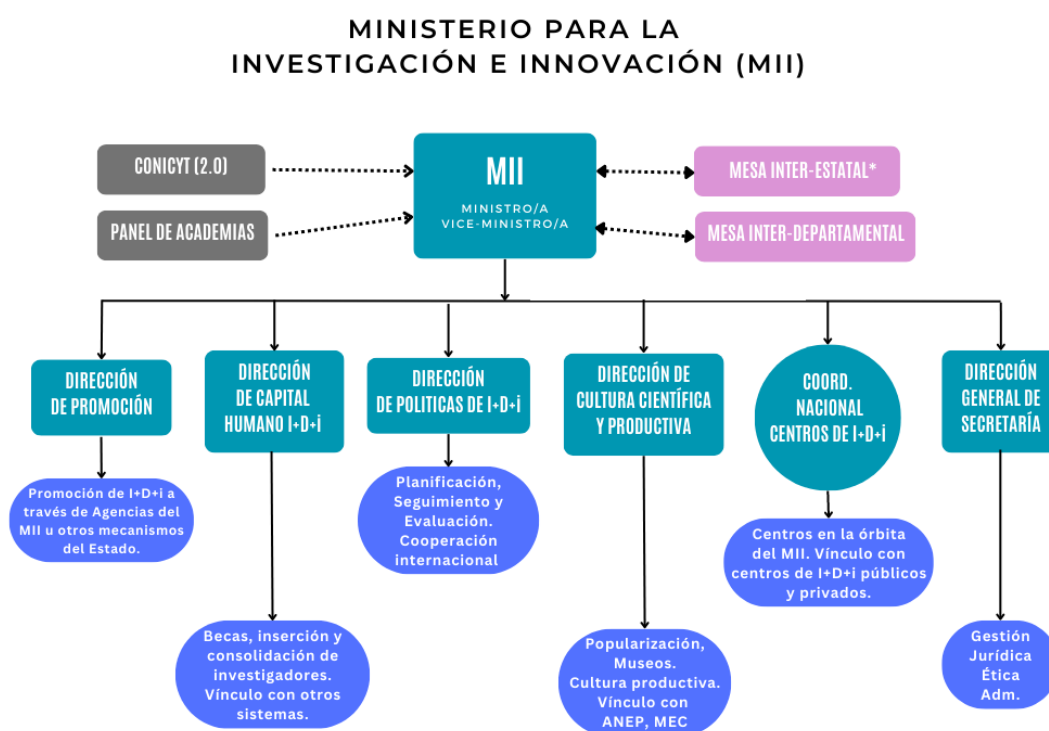 MINISTERIO PARA LA
INVESTIGACIÓN E INNOVACIÓN (MII)
CONICYT (2.0)
PANEL DE ACADEMIAS
MII
MINISTRO/A
VICE-MINISTRO/A
MESA INTER-ESTATAL*
MESA INTER-DEPARTAMENTAL
DIRECCIÓN
DE PROMOCIÓN
DIRECCIÓN
DE CAPITAL
HUMANO I+D+i
DIRECCIÓN
DE POLITICAS DE I+D+i
DIRECCIÓN DE
CULTURA CIENTÍFICA
Y PRODUCTIVA
COORD.
NACIONAL
CENTROS DE I+D+i
DIRECCIÓN
GENERAL DE
SECRETARÍA
Promoción de I+D+i a
través de Agencias del
MII u otros mecanismos
del Estado.
Becas, inserción y
consolidación de
investigadores.
Vínculo con otros
sistemas.
Planificación,
Seguimiento y
Evaluación.
Cooperación
internacional
Popularización,
Museos.
Cultura productiva.
Vínculo con
ANEP, MEC
Centros en la órbita
del MII. Vínculo con
centros de I+D+i públicos
y privados.
Gestión
Jurídica
Ética
Adm.